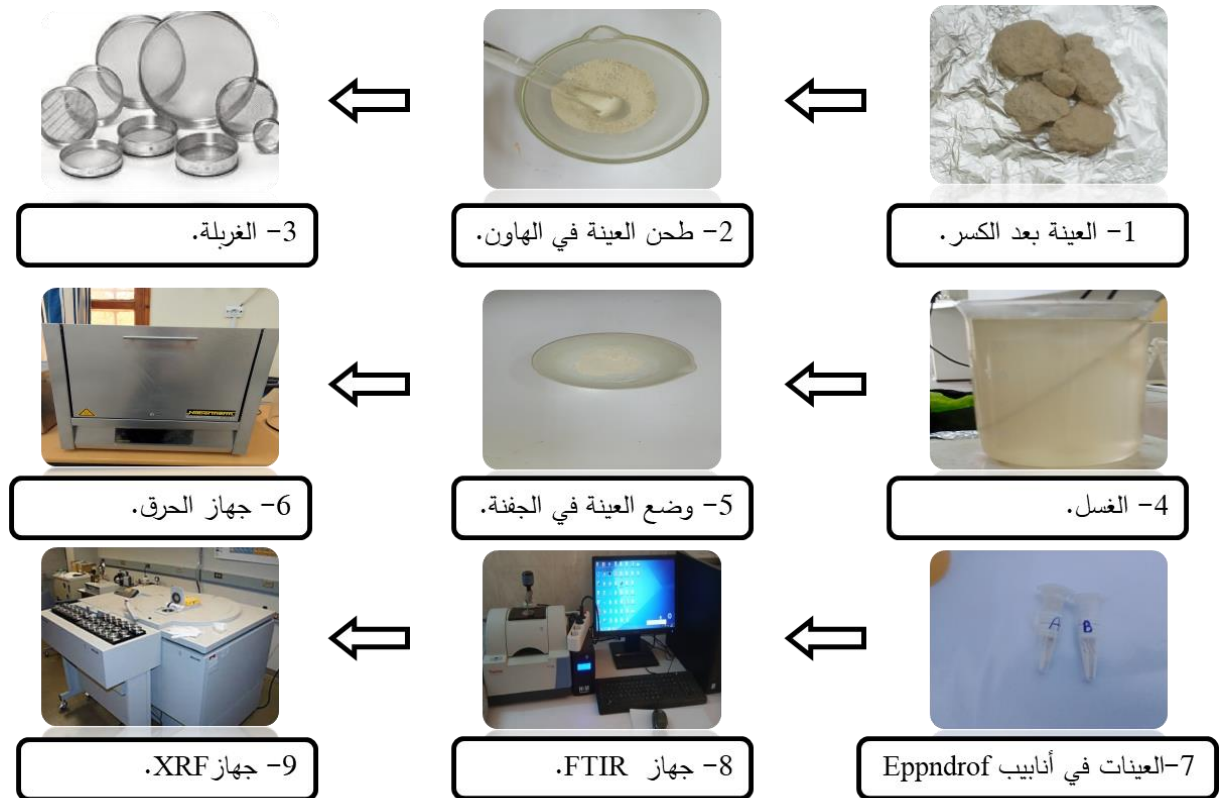 1- العينة بعد الكسر.
2- طحن العينة في الهاون.
3- الغربلة.
4- الغسل.
5- وضع العينة في الجفنة.
6- جهاز الحرق.
7-العينات في أنابيب Eppndrof
A B
8- جهاز FTIR.
9- جهازXRF.